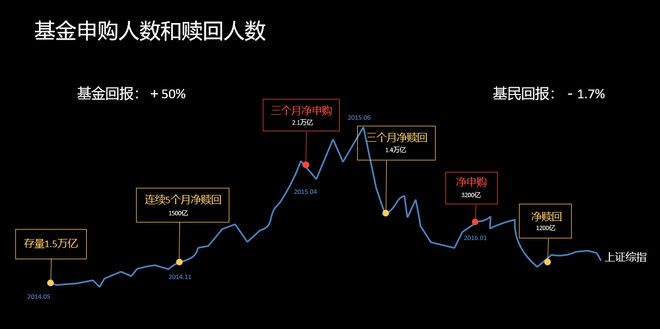 基金申购人数和赎回人数
基金回报：+ 50%
基民回报：- 1.7%
三个月净申购
2.1万亿
2015.06
三个月净赎回
1.4万亿
连续5个月净赎回
1500亿
2015.04
净申购
3200亿
净赎回
1200亿
存量1.5万亿
2016.01
上证综指
2014.11
2014.05